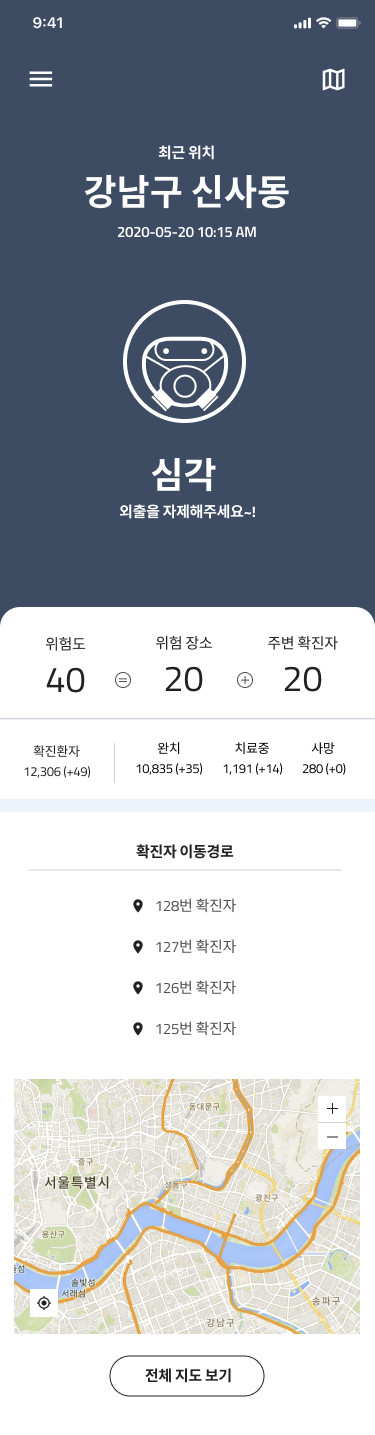 9:41
최근 위치
강남구 신사동
2020-05-20 10:15 AM
심각
외출을 자제해주세요~!
위험도
위험 장소
주변 확진자
40 = 20 + 20
확진환자
12,306 (+49)
완치
10,835 (+35)
치료중
1,191 (+14)
사망
280 (+0)
확진자 이동경로
128번 확진자
127번 확진자
126번 확진자
125번 확진자
동대문구
+
−
중구
서울특별시
성동구
광진구
용산구
솔빛섬
서래섬
송파구
강남구
전체 지도 보기